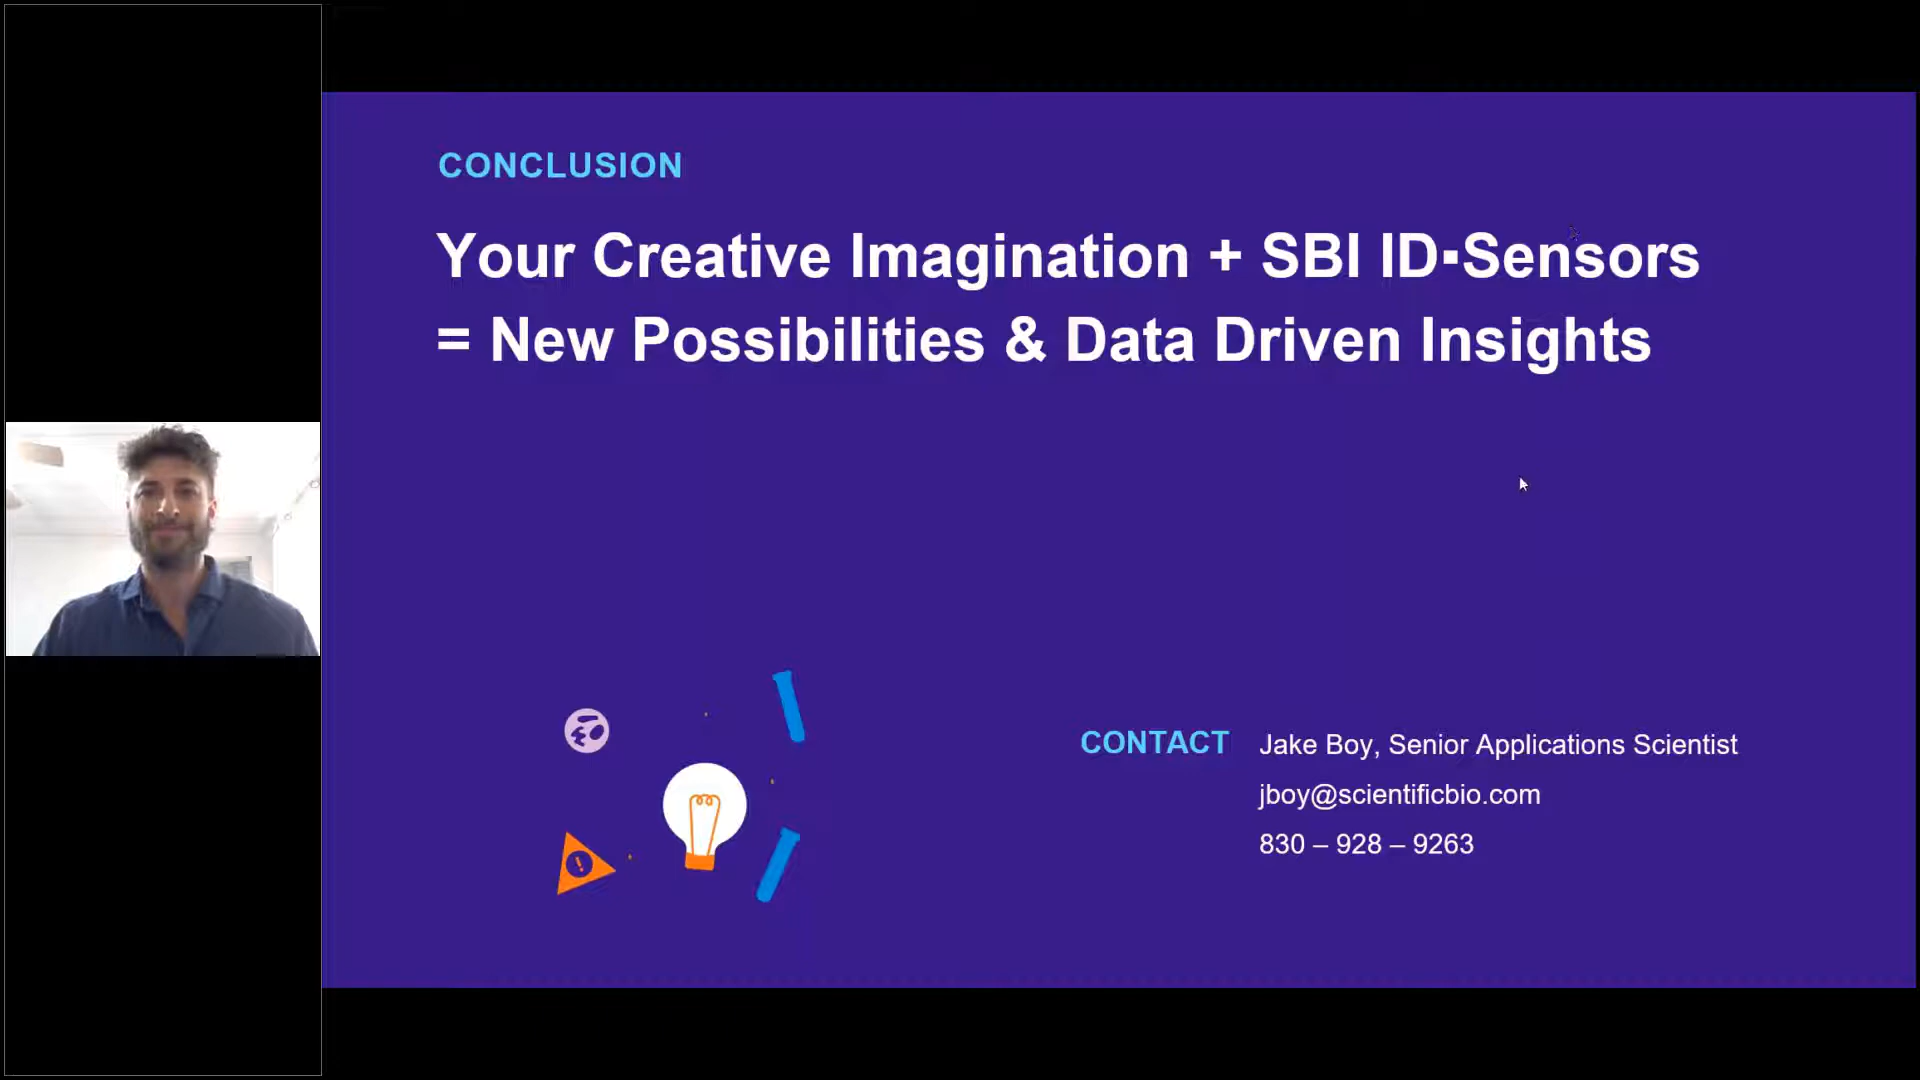 CONCLUSION
Your Creative Imagination + SBI ID▪Sensors
= New Possibilities & Data Driven Insights
CONTACT Jake Boy, Senior Applications Scientist
jboy@scientificbio.com
830 – 928 – 9263
!